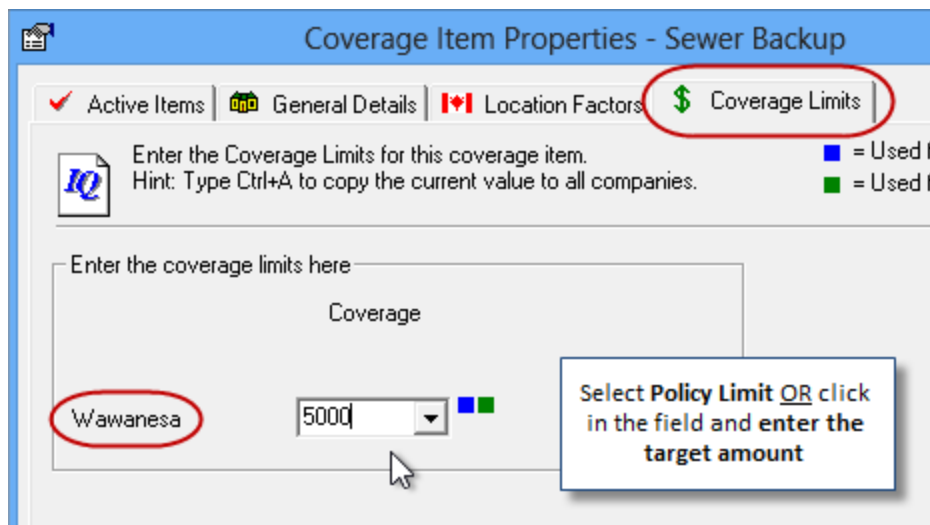 Coverage Item Properties - Sewer Backup
Active Items General Details Location Factors $ Coverage Limits
Enter the Coverage Limits for this coverage item.
= Used
Hint: Type Ctrl+A to copy the current value to all companies.
= Used
IQ
Enter the coverage limits here
Coverage
Wawanesa 5000
Select Policy Limit OR click
in the field and enter the
target amount